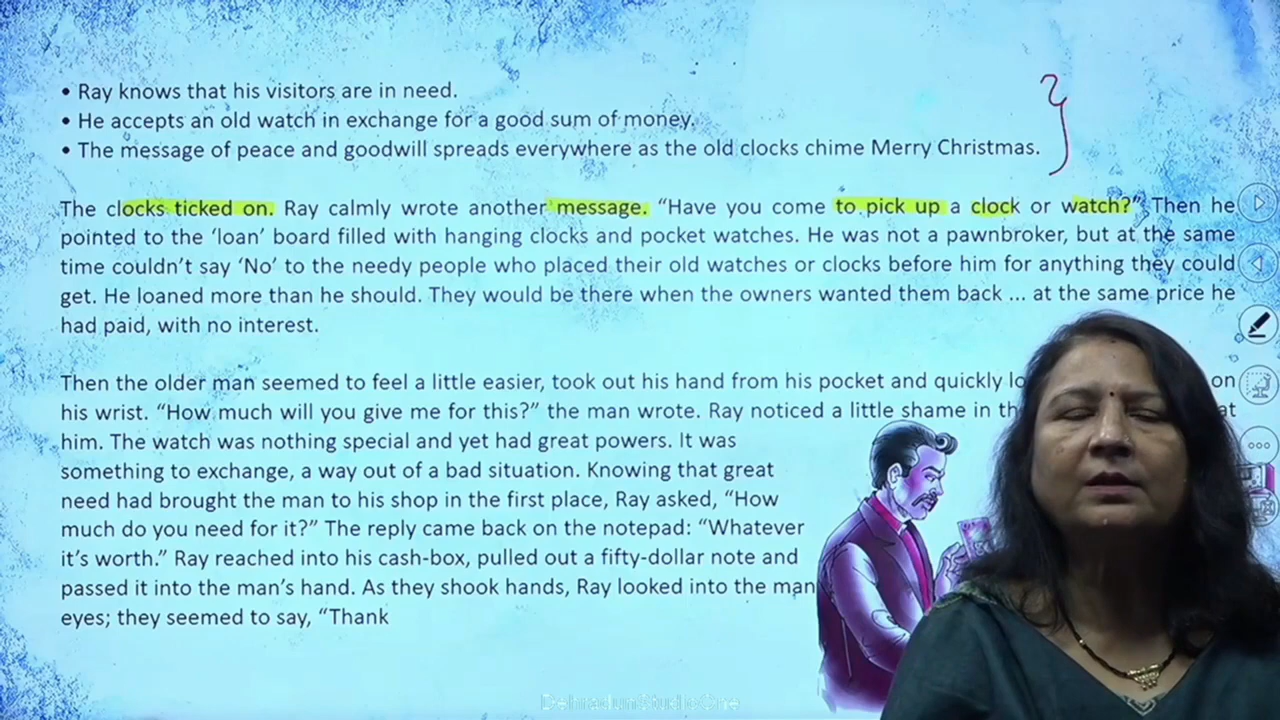 • Ray knows that his visitors are in need.
• He accepts an old watch in exchange for a good sum of money.
• The message of peace and goodwill spreads everywhere as the old clocks chime Merry Christmas.
The clocks ticked on. Ray calmly wrote another message. “Have you come to pick up a clock or watch?” Then he
pointed to the ‘loan’ board filled with hanging clocks and pocket watches. He was not a pawnbroker, but at the same
time couldn’t say ‘No’ to the needy people who placed their old watches or clocks before him for anything they could
get. He loaned more than he should. They would be there when the owners wanted them back ... at the same price he
had paid, with no interest.
Then the older man seemed to feel a little easier, took out his hand from his pocket and quickly on
his wrist. “How much will you give me for this?” the man wrote. Ray noticed a little shame in
him. The watch was nothing special and yet had great powers. It was
something to exchange, a way out of a bad situation. Knowing that great
need had brought the man to his shop in the first place, Ray asked, “How
much do you need for it?” The reply came back on the notepad: “Whatever
it’s worth.” Ray reached into his cash-box, pulled out a fifty-dollar note and
passed it into the man’s hand. As they shook hands, Ray looked into the man
eyes; they seemed to say, “Thank
DehradunStudioOne